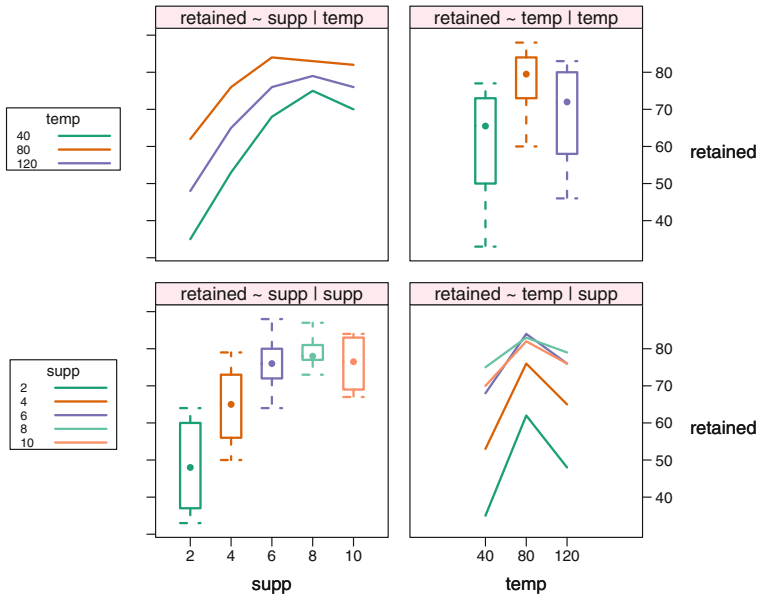 retained ~ supp | temp
retained ~ temp | temp
temp
40
80
120
80
70
60
50
40
retained
retained ~ supp | supp
retained ~ temp | supp
supp
2
4
6
8
10
80
70
60
50
40
retained
2 4 6 8 10
40 80 120
supp
temp